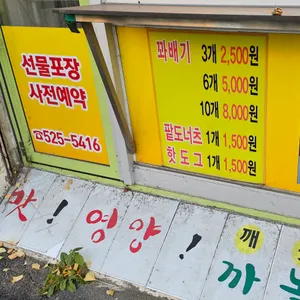 선물포장
사전예약
☎525-5416
꽈배기 3개 2,500원
6개 5,000원
10개 8,000원
팥도너츠 1개 1,500원
핫도그 1개 1,500원
맛! 영양! 깨
까